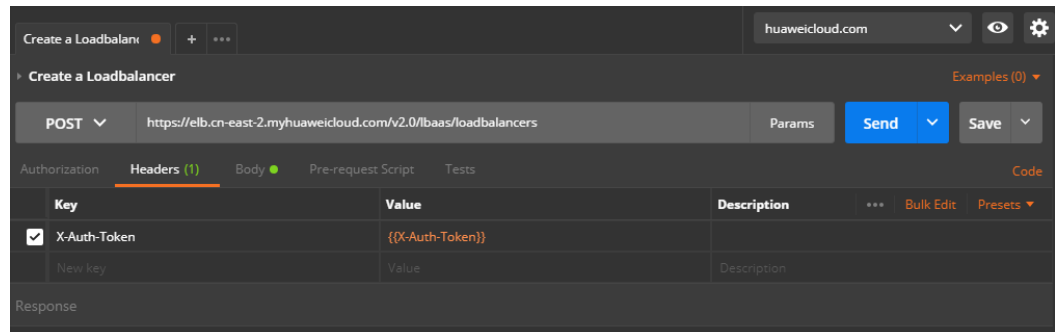 Create a Loadbalan + ••• huaweicloud.com
Create a Loadbalancer Examples (0)
POST https://elb.cn-east-2.myhuaweicloud.com/v2.0/lbaas/loadbalancers Params Send Save
Authorization Headers (1) Body Pre-request Script Tests Code
Key Value Description ••• Bulk Edit Presets
X-Auth-Token {{X-Auth-Token}}
New key Value Description
Response